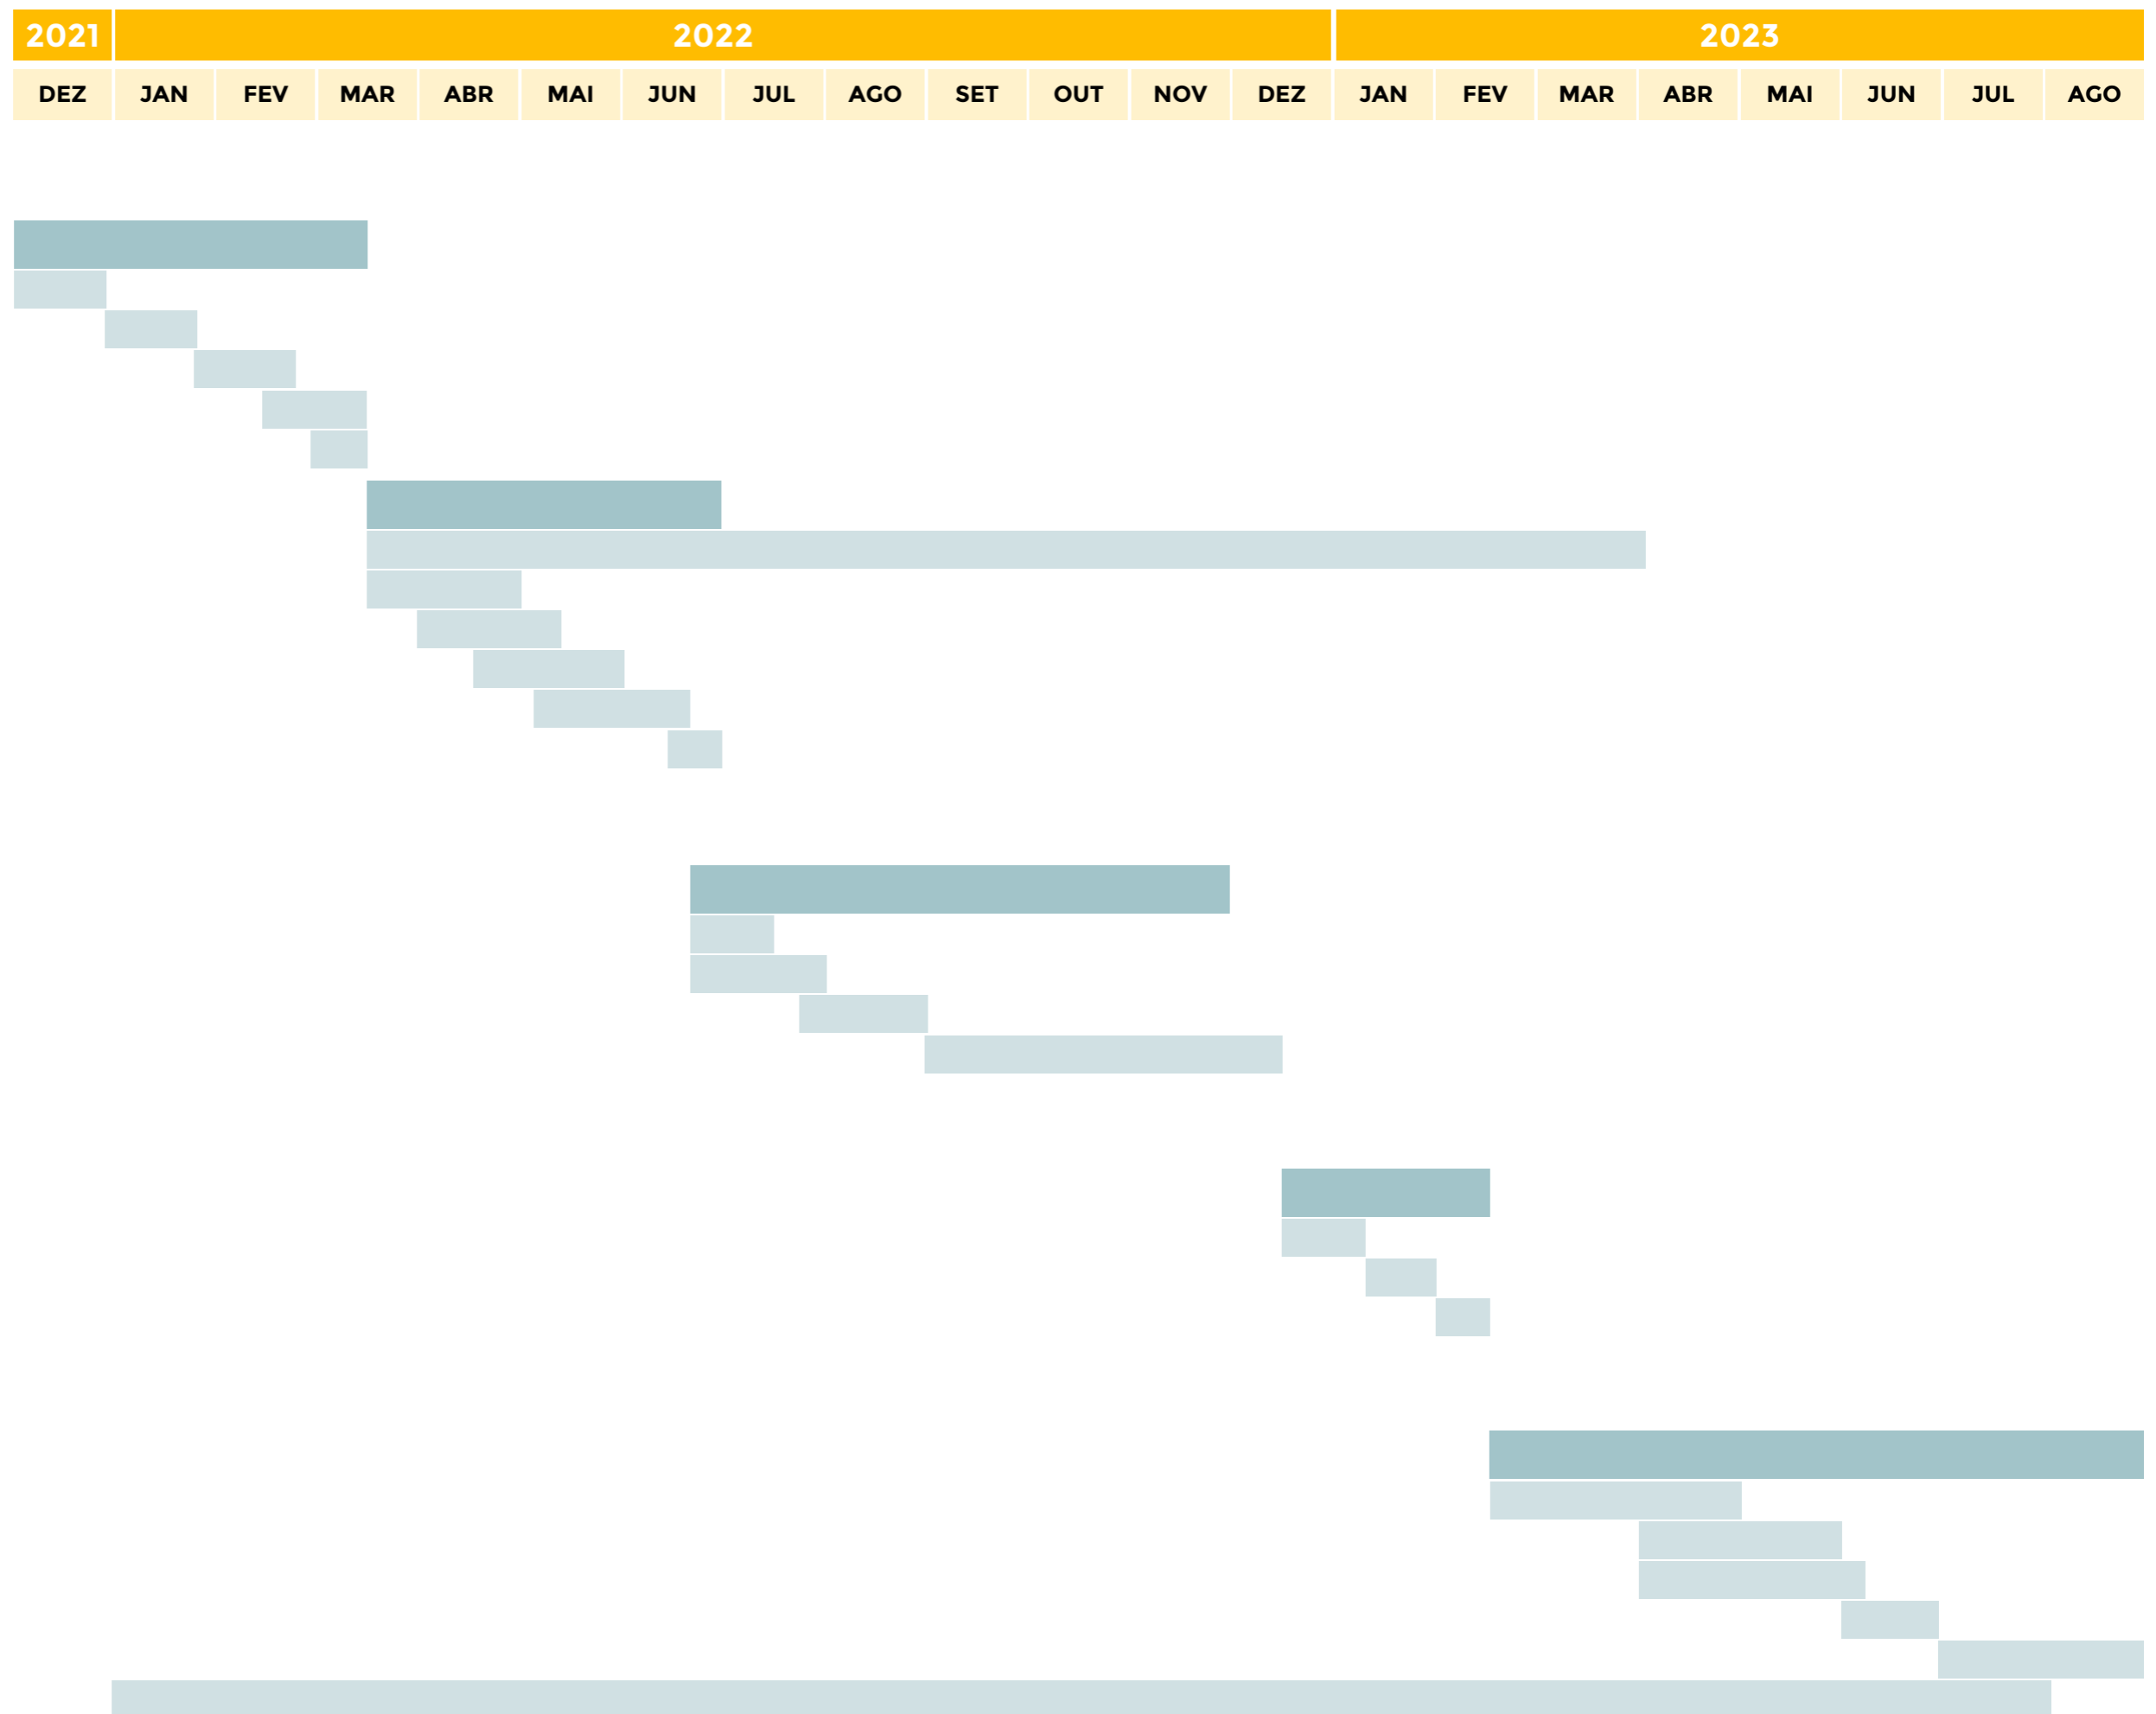 2021 2022 2023
DEZ JAN FEV MAR ABR MAI JUN JUL AGO SET OUT NOV DEZ JAN FEV MAR ABR MAI JUN JUL AGO